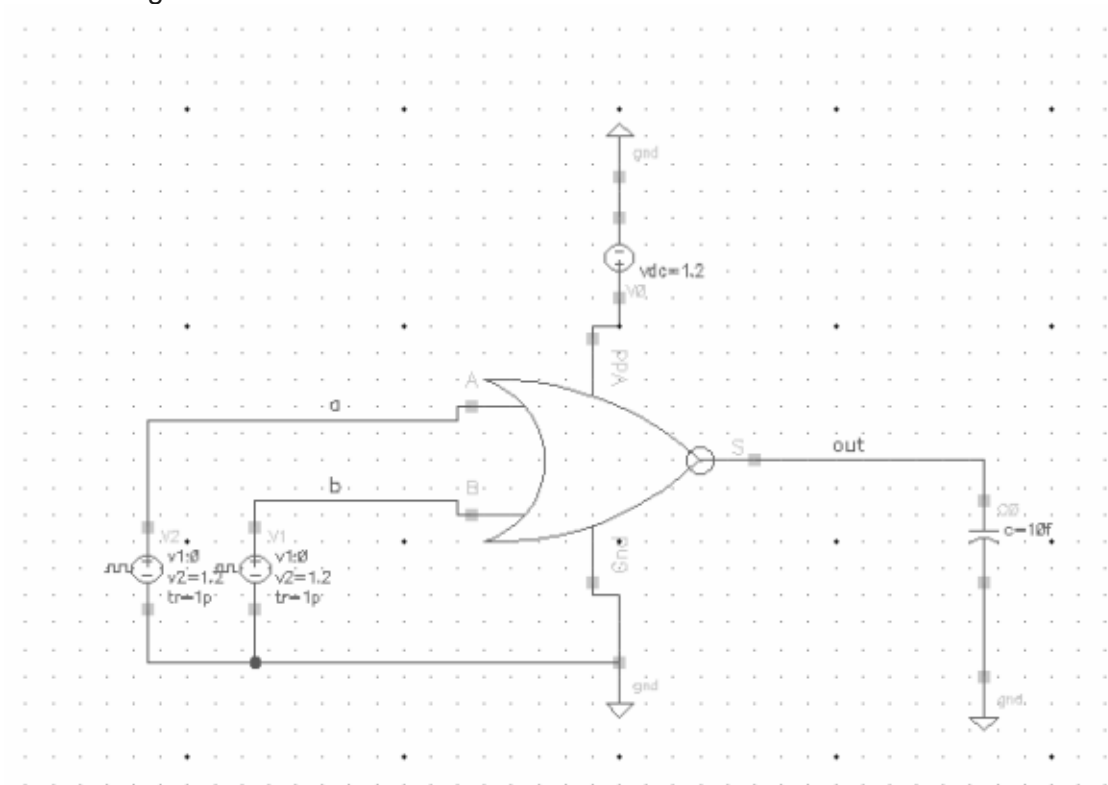 gnd
vdc=1.2
V0
Vdd
A
a
S
out
B
b
C0
c=10f
Gnd
V2
v1:0
v2=1.2
tr=1p
V1
v1:0
v2=1.2
tr=1p
gnd
gnd